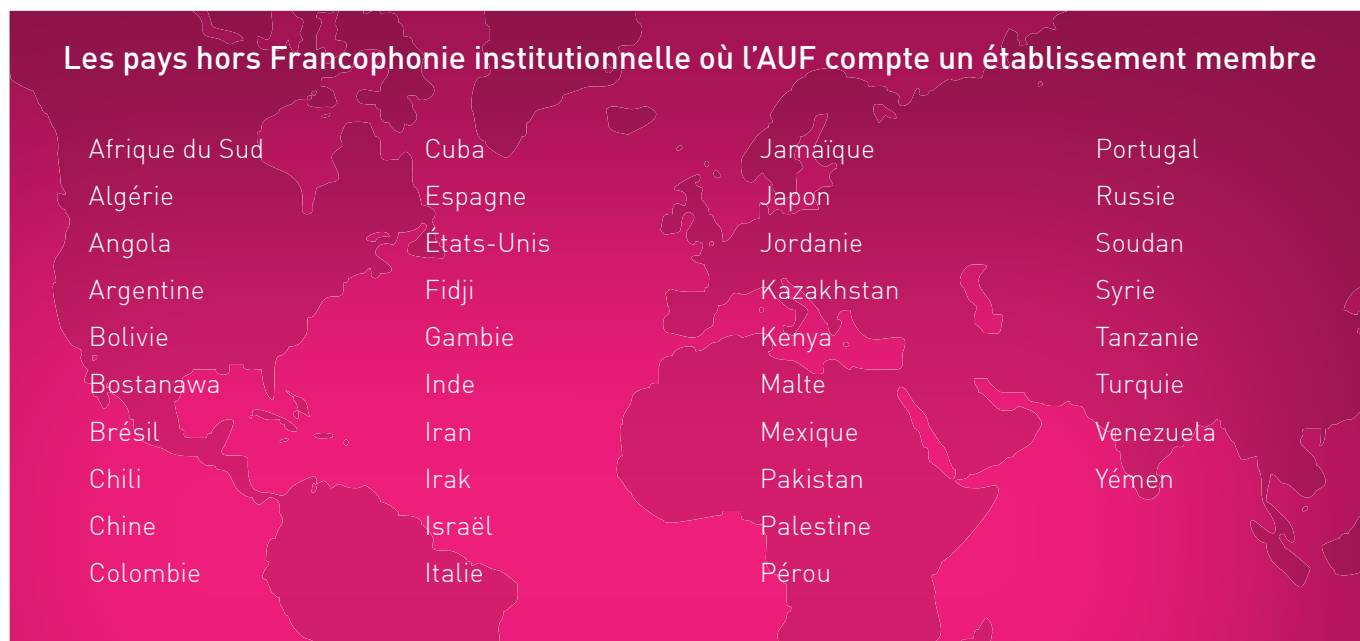 Les pays hors Francophonie institutionnelle où l'AUF compte un établissement membre
Afrique du Sud
Algérie
Angola
Argentine
Bolivie
Bostanawa
Brésil
Chili
Chine
Colombie
Cuba
Espagne
États-Unis
Fidji
Gambie
Inde
Iran
Irak
Israël
Italie
Jamaïque
Japon
Jordanie
Kazakhstan
Kenya
Malte
Mexique
Pakistan
Palestine
Pérou
Portugal
Russie
Soudan
Syrie
Tanzanie
Turquie
Venezuela
Yémen